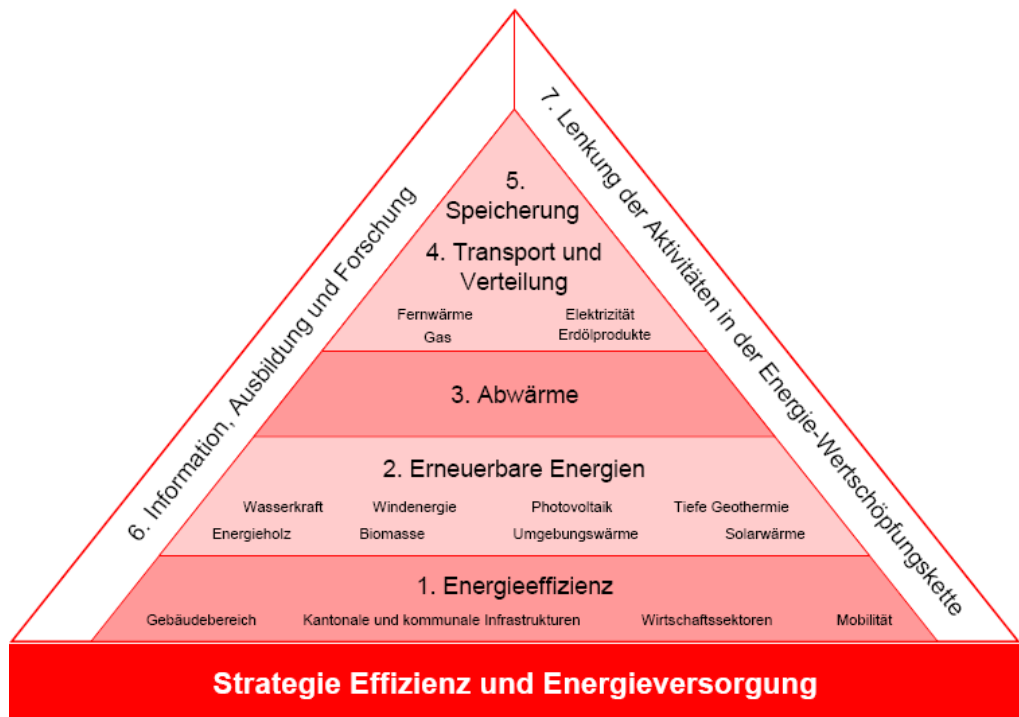 5.
Speicherung
4. Transport und
Verteilung
Fernwärme Elektrizität
Gas Erdölprodukte
3. Abwärme
2. Erneuerbare Energien
Wasserkraft Windenergie Photovoltaik Tiefe Geothermie
Energieholz Biomasse Umgebungswärme Solarwärme
1. Energieeffizienz
Gebäudebereich Kantonale und kommunale Infrastrukturen Wirtschaftssektoren Mobilität
6. Information, Ausbildung und Forschung
7. Lenkung der Aktivitäten in der Energie-Wertschöpfungskette
Strategie Effizienz und Energieversorgung